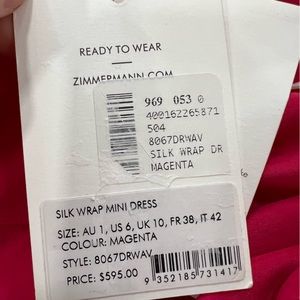 READY TO WEAR
ZIMMERMANN.COM
969 053 0
400162265871
504
8067DRWAV
SILK WRAP DR
MAGENTA
SILK WRAP MINI DRESS
SIZE: AU 1, US 6, UK 10, FR 38, IT 42
COLOUR: MAGENTA
STYLE: 8067DRWAV
PRICE: $595.00
9 352185 731417